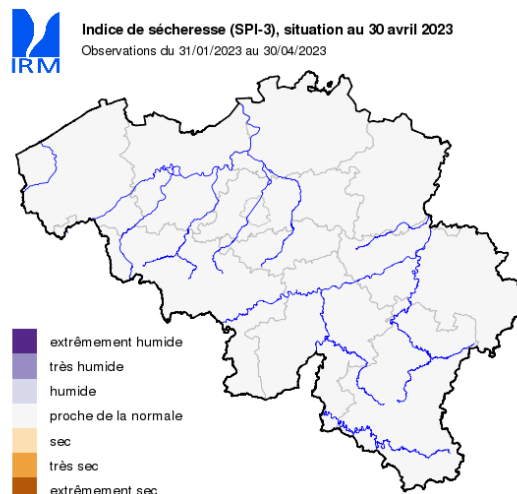 Indice de sécheresse (SPI-3), situation au 30 avril 2023
Observations du 31/01/2023 au 30/04/2023
IRM
extrêmement humide
très humide
humide
proche de la normale
sec
très sec
extrêmement sec